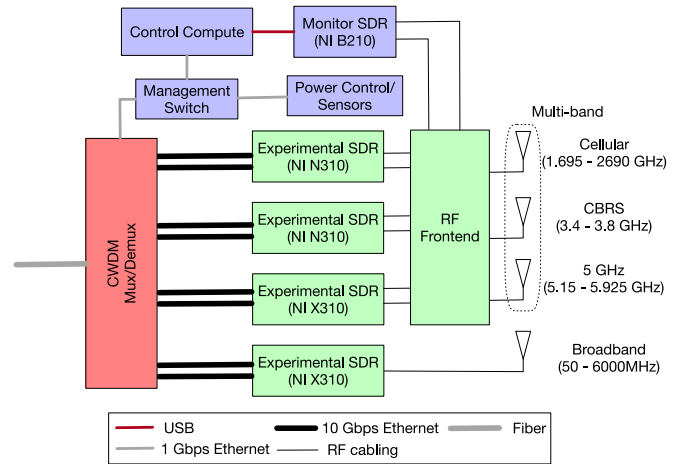 Control Compute
Monitor SDR
(NI B210)
Management
Switch
Power Control/
Sensors
Multi-band
CWDM
Mux/Demux
Experimental SDR
(NI N310)
Experimental SDR
(NI N310)
Experimental SDR
(NI X310)
Experimental SDR
(NI X310)
RF
Frontend
Cellular
(1.695 - 2690 GHz)
CBRS
(3.4 - 3.8 GHz)
5 GHz
(5.15 - 5.925 GHz)
Broadband
(50 - 6000MHz)
USB
10 Gbps Ethernet
Fiber
1 Gbps Ethernet
RF cabling